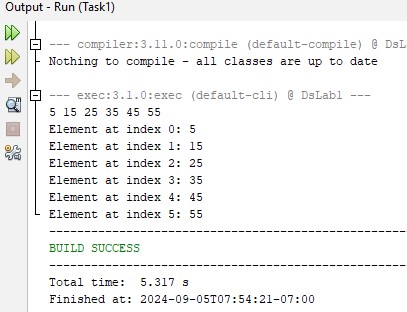 Output - Run (Task1)
--- compiler:3.11.0:compile (default-compile) @ DsL
Nothing to compile - all classes are up to date
--- exec:3.1.0:exec (default-cli) @ DsLab1 ---
5 15 25 35 45 55
Element at index 0: 5
Element at index 1: 15
Element at index 2: 25
Element at index 3: 35
Element at index 4: 45
Element at index 5: 55
------------------------------------------------
BUILD SUCCESS
------------------------------------------------
Total time:  5.317 s
Finished at: 2024-09-05T07:54:21-07:00
------------------------------------------------